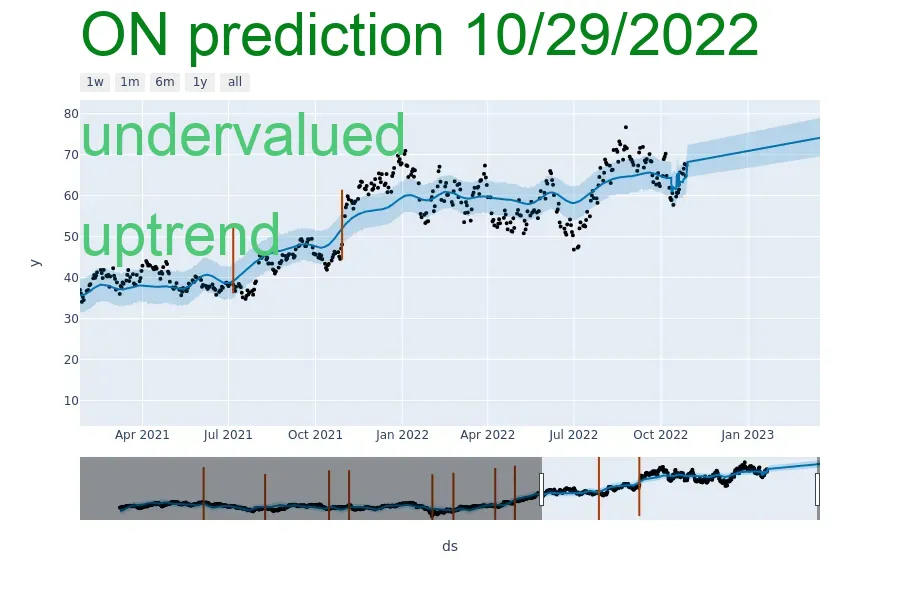 ON prediction 10/29/2022
1w 1m 6m 1y all
undervalued
uptrend
80
70
60
50
40
30
20
10
y
Apr 2021 Jul 2021 Oct 2021 Jan 2022 Apr 2022 Jul 2022 Oct 2022 Jan 2023
ds